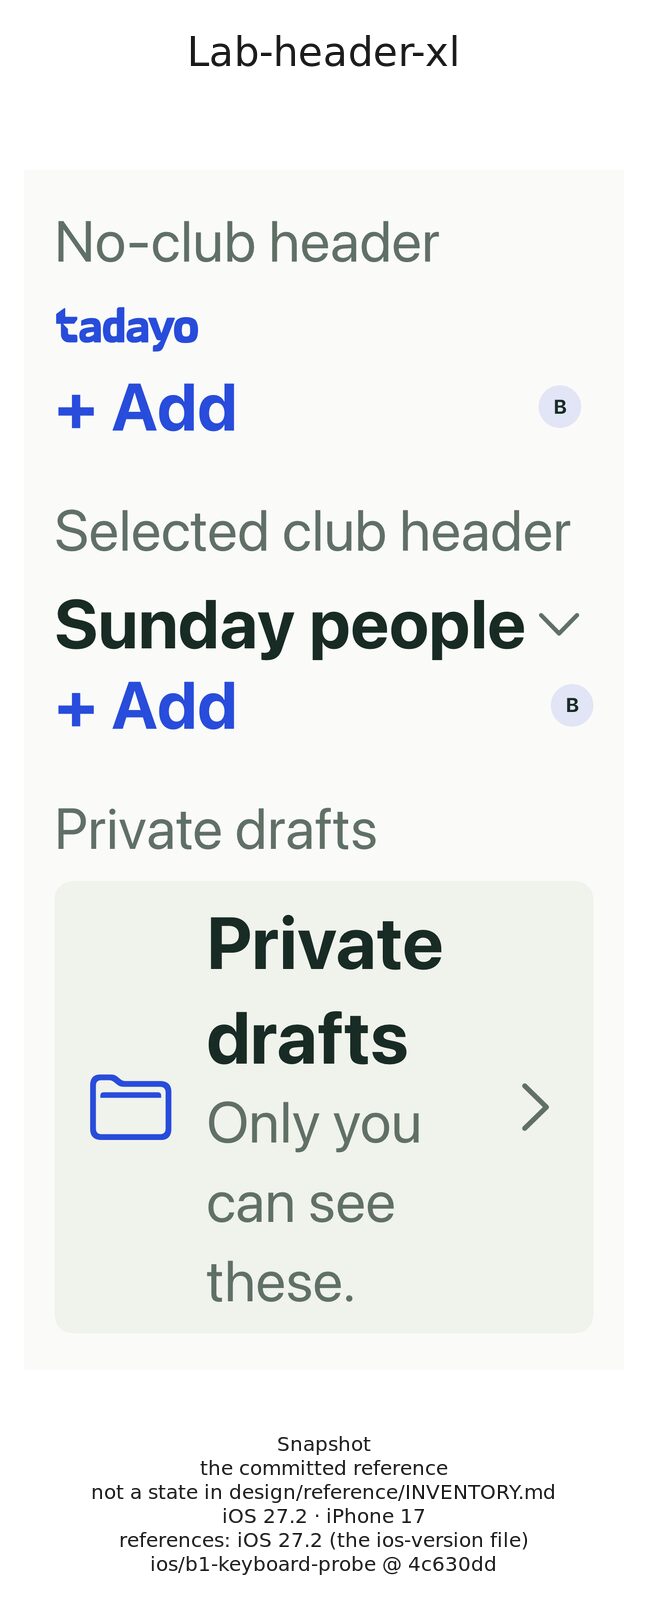 Lab-header-xl
No-club header
tadayo
+ Add
B
Selected club header
Sunday people
+ Add
B
Private drafts
Private
drafts
Only you
can see
these.
Snapshot
the committed reference
not a state in design/reference/INVENTORY.md
iOS 27.2 · iPhone 17
references: iOS 27.2 (the ios-version file)
ios/b1-keyboard-probe @ 4c630dd